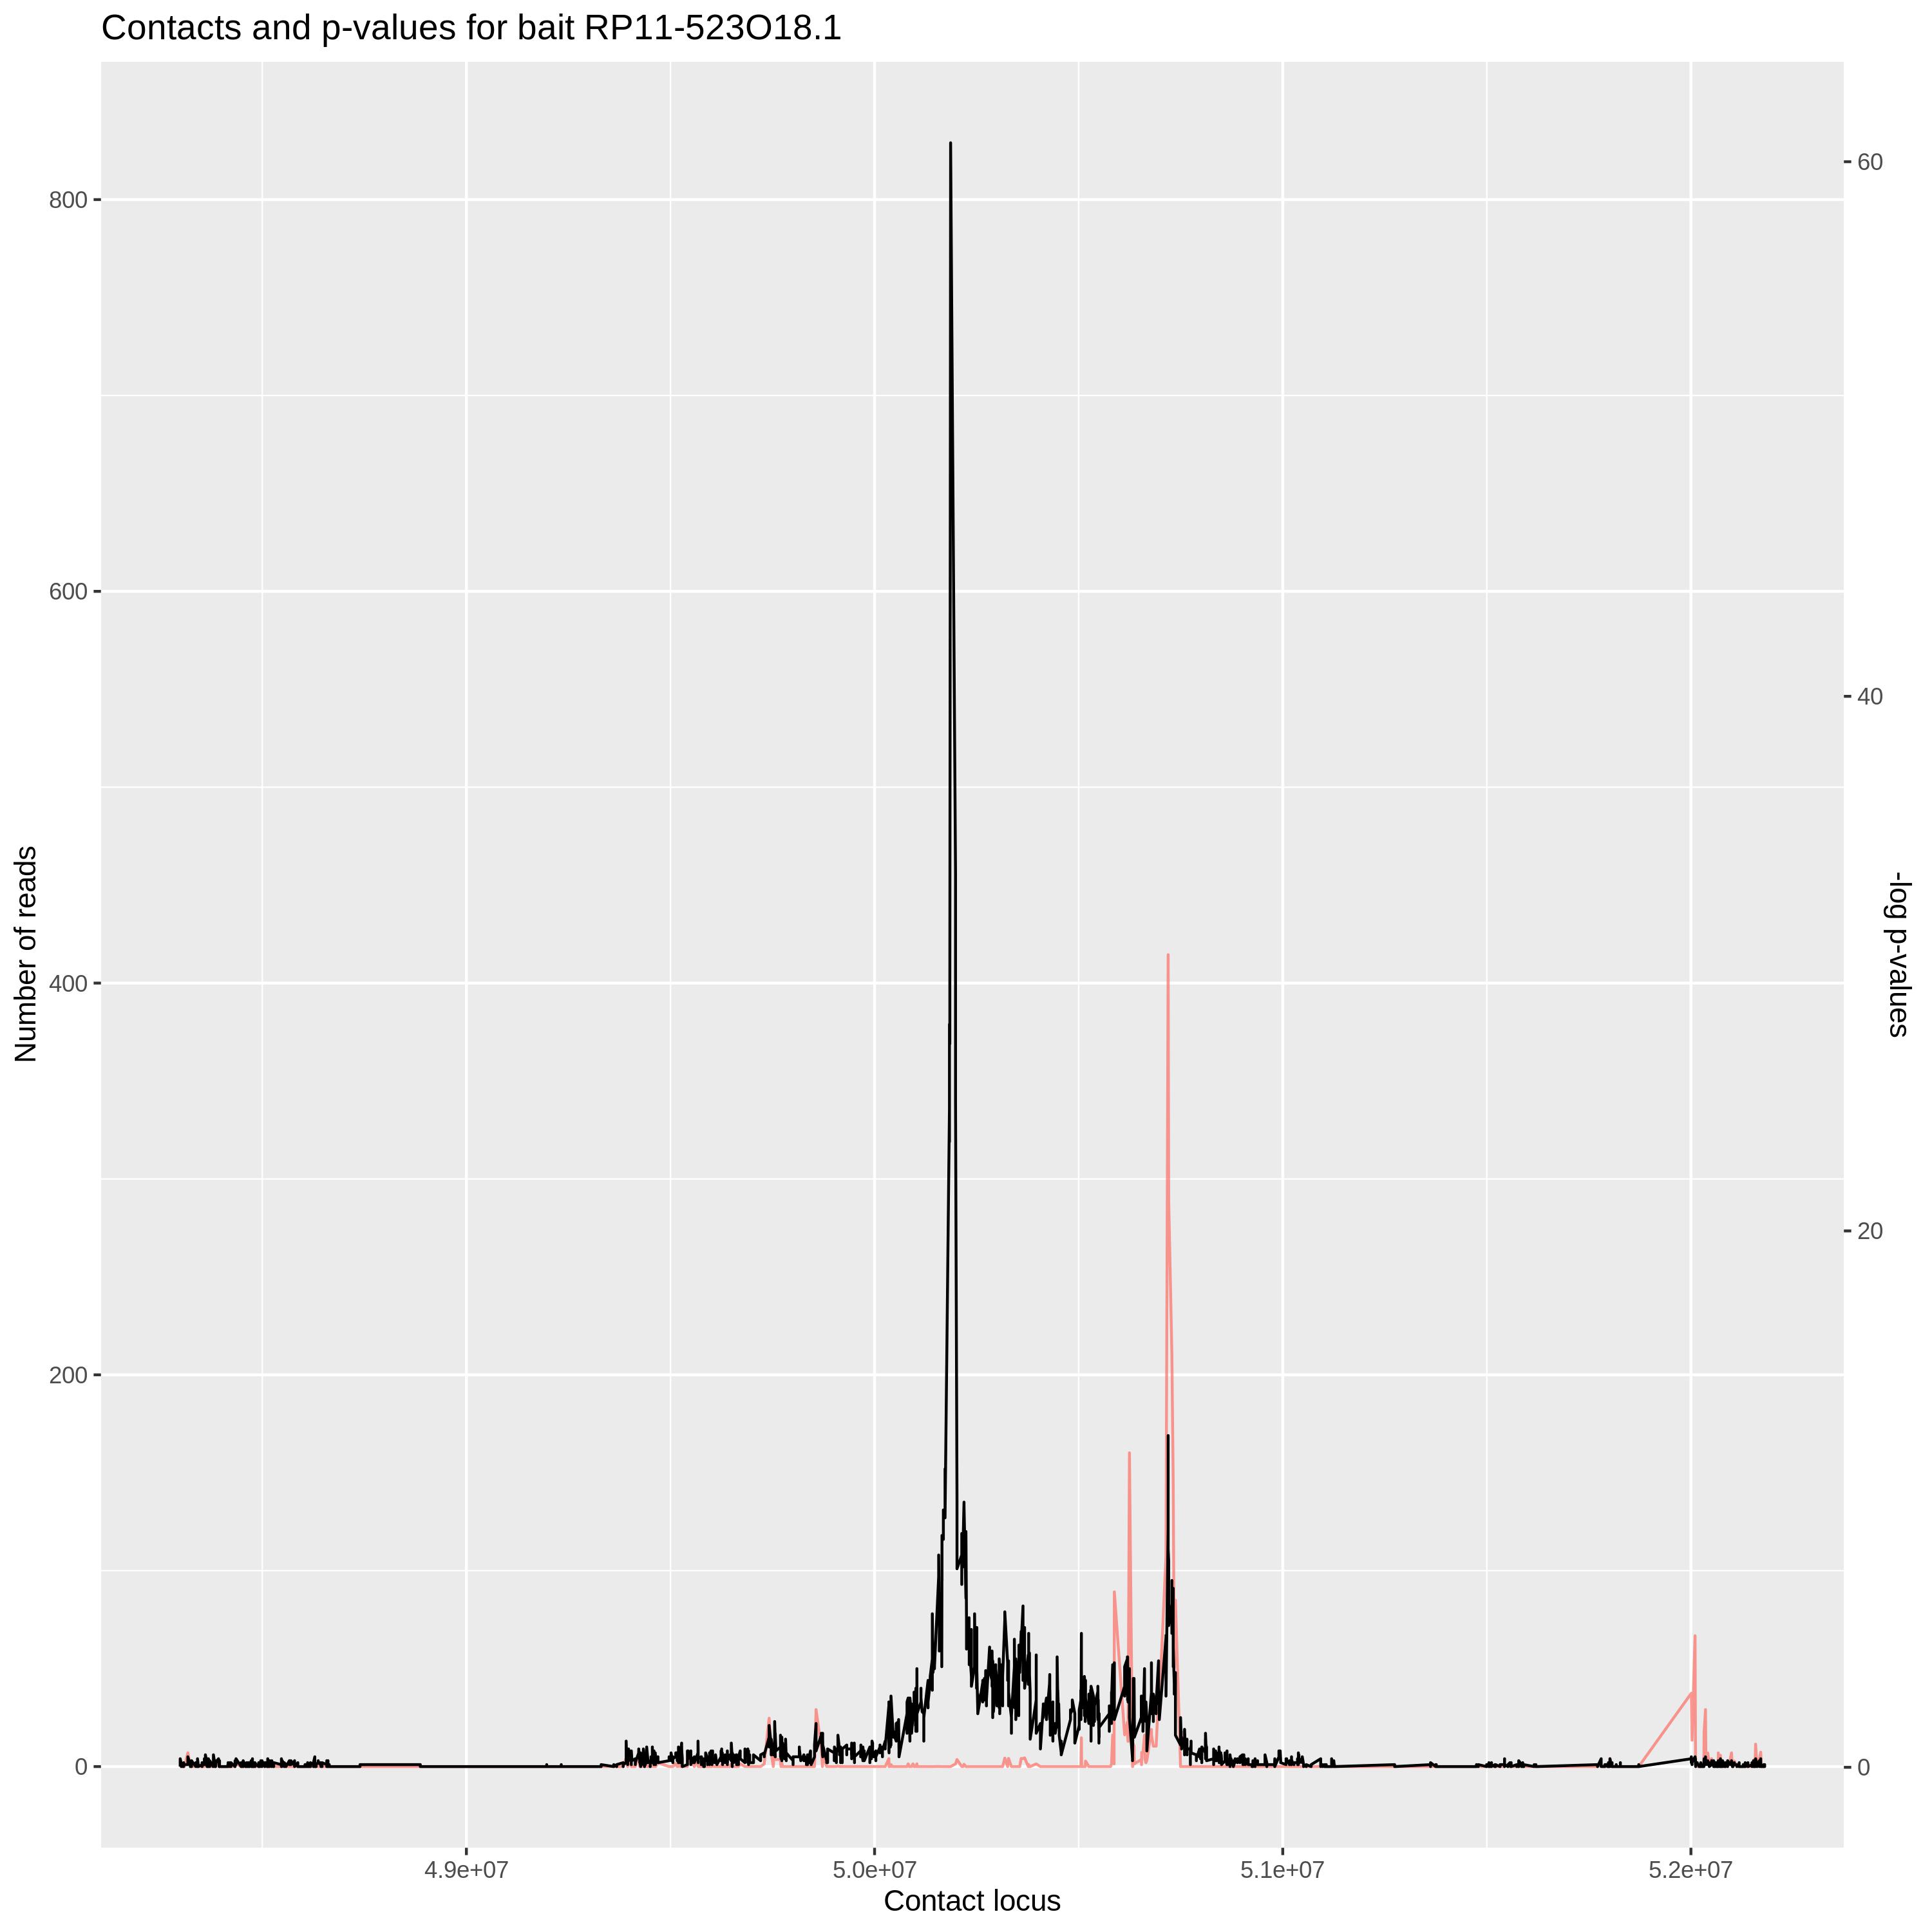 Contacts and p-values for bait RP11-523O18.1
800
600
400
200
0
60
40
20
0
Number of reads
-log p-values
4.9e+07
5.0e+07
5.1e+07
5.2e+07
Contact locus